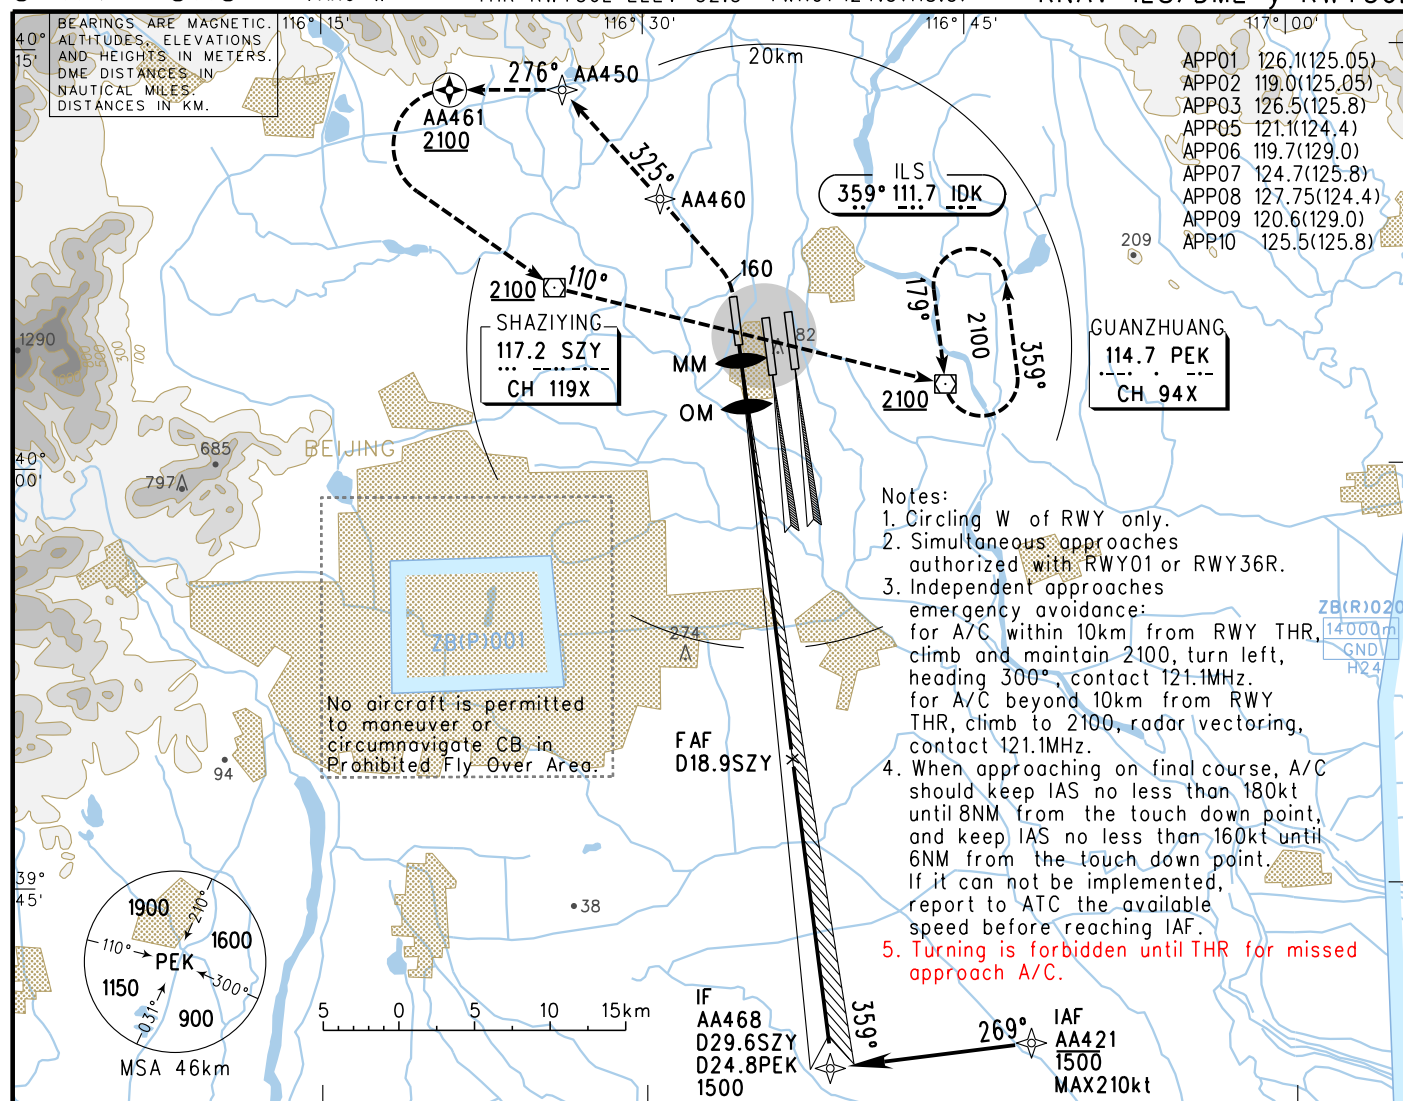 BEARINGS ARE MAGNETIC.
ALTITUDES, ELEVATIONS
AND HEIGHTS IN METERS.
DME DISTANCES IN
NAUTICAL MILES
DISTANCES IN KM.
116° 15'
116° 30'
116° 45'
117° 00'
40°
15'
20km
APP01 126.1(125.05)
APP02 119.0(125.05)
APP03 126.5(125.8)
APP05 121.1(124.4)
APP06 119.7(129.0)
APP07 124.7(125.8)
APP08 127.75(124.4)
APP09 120.6(129.0)
APP10 125.5(125.8)
276° AA450
AA461
2100
325°
AA460
ILS
359° 111.7 IDK
209
160
2100
110°
SHAZIYING
117.2 SZY
CH 119X
82
MM
OM
179°
2100
359°
2100
GUANZHUANG
114.7 PEK
CH 94X
1290
500
300
100
685
797
BEIJING
40°
00'
ZB(P)001
274
No aircraft is permitted
to maneuver or
circumnavigate CB in
Prohibited Fly Over Area.
94
Notes:
1. Circling W of RWY only.
2. Simultaneous approaches
authorized with RWY01 or RWY36R.
3. Independent approaches
emergency avoidance:
for A/C within 10km from RWY THR,
climb and maintain 2100, turn left,
heading 300°, contact 121.1MHz.
for A/C beyond 10km from RWY
THR, climb to 2100, radar vectoring,
contact 121.1MHz.
4. When approaching on final course, A/C
should keep IAS no less than 180kt
until 8NM from the touch down point,
and keep IAS no less than 160kt until
6NM from the touch down point.
If it can not be implemented,
report to ATC the available
speed before reaching IAF.
5. Turning is forbidden until THR for missed
approach A/C.
ZB(R)020
14000m
GND
H24
FAF
D18.9SZY
39°
45'
38
1900
210°
1600
110°
PEK
300°
1150
031°
900
MSA 46km
5 0 5 10 15km
IF
AA468
D29.6SZY
D24.8PEK
1500
359°
269°
IAF
AA421
1500
MAX210kt